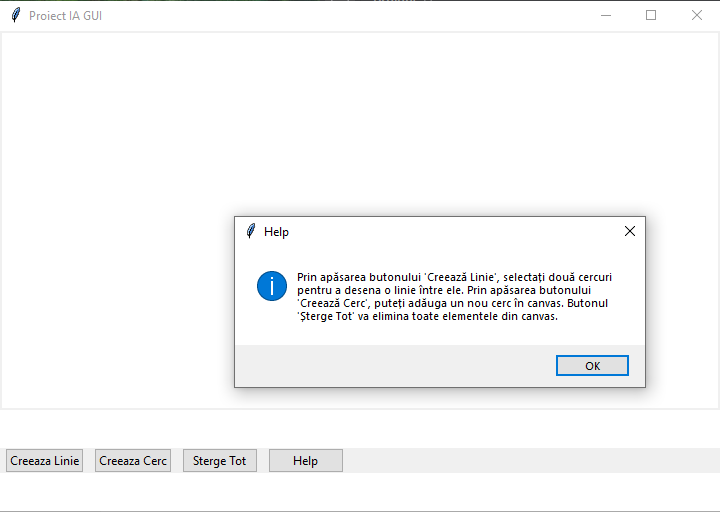 Proiect IA GUI
Help
Prin apăsarea butonului 'Creează Linie', selectați două cercuri
pentru a desena o linie între ele. Prin apăsarea butonului
'Creează Cerc', puteți adăuga un nou cerc în canvas. Butonul
'Șterge Tot' va elimina toate elementele din canvas.
OK
Creeaza Linie Creeaza Cerc Sterge Tot Help